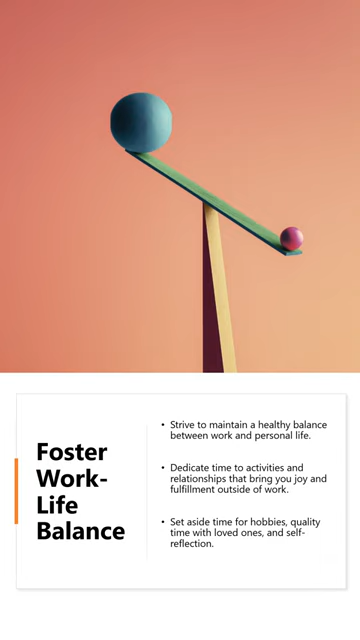 Foster
Work-
Life
Balance
• Strive to maintain a healthy balance
between work and personal life.
• Dedicate time to activities and
relationships that bring you joy and
fulfillment outside of work.
• Set aside time for hobbies, quality
time with loved ones, and self-
reflection.